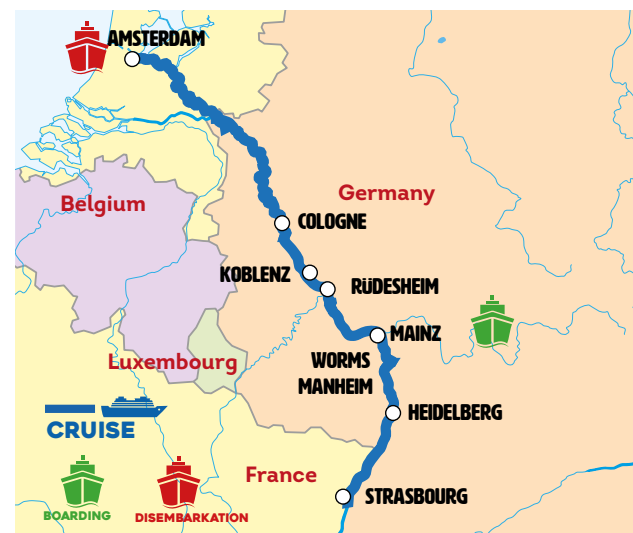 AMSTERDAM
Belgium
Germany
COLOGNE
KOBLENZ
RÜDESHEIM
MAINZ
Luxembourg
WORMS
MANHEIM
HEIDELBERG
CRUISE
France
STRASBOURG
BOARDING
DISEMBARKATION